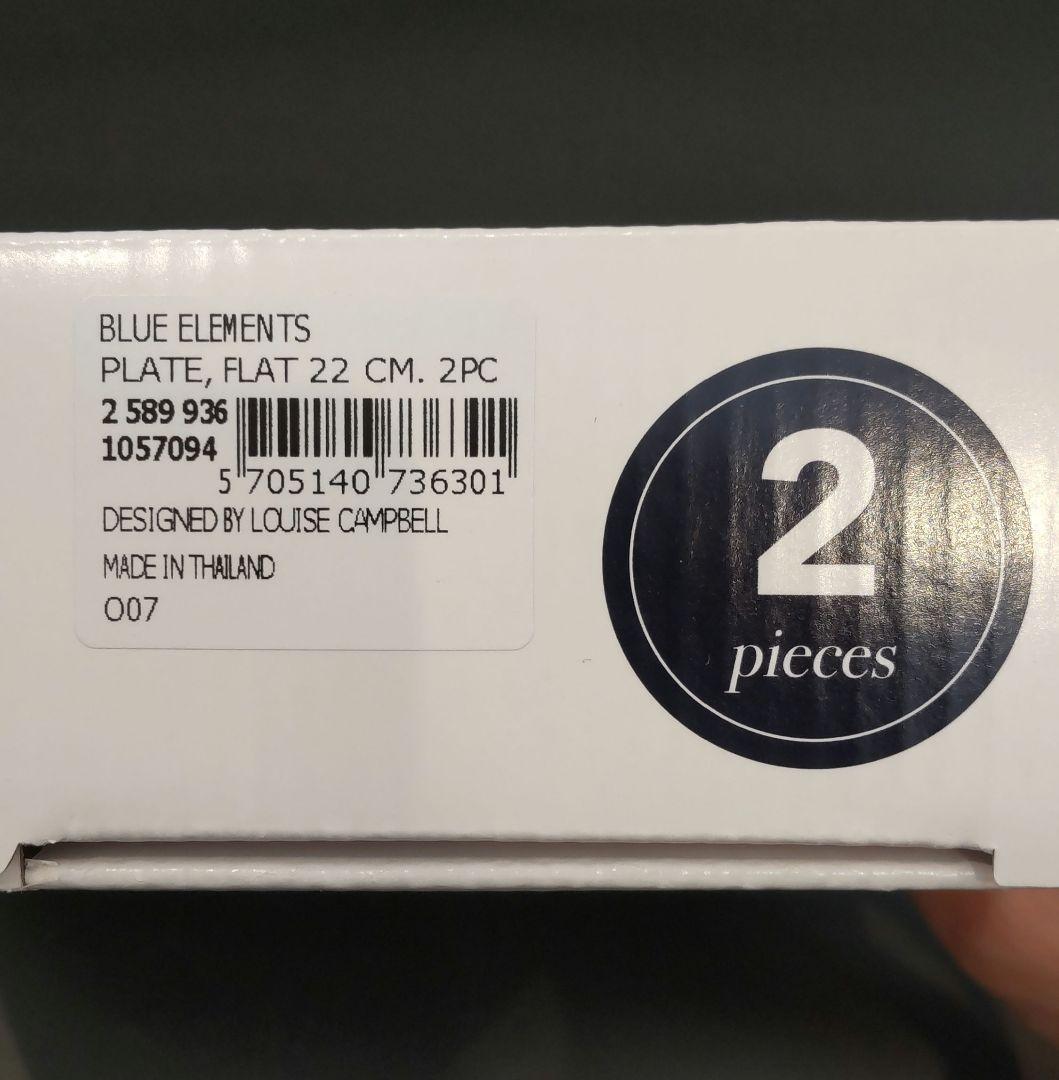 BLUE ELEMENTS
PLATE, FLAT 22 CM. 2PC
2 589 936
1057094
5 705140 736301
DESIGNED BY LOUISE CAMPBELL
MADE IN THAILAND
O07
2
pieces